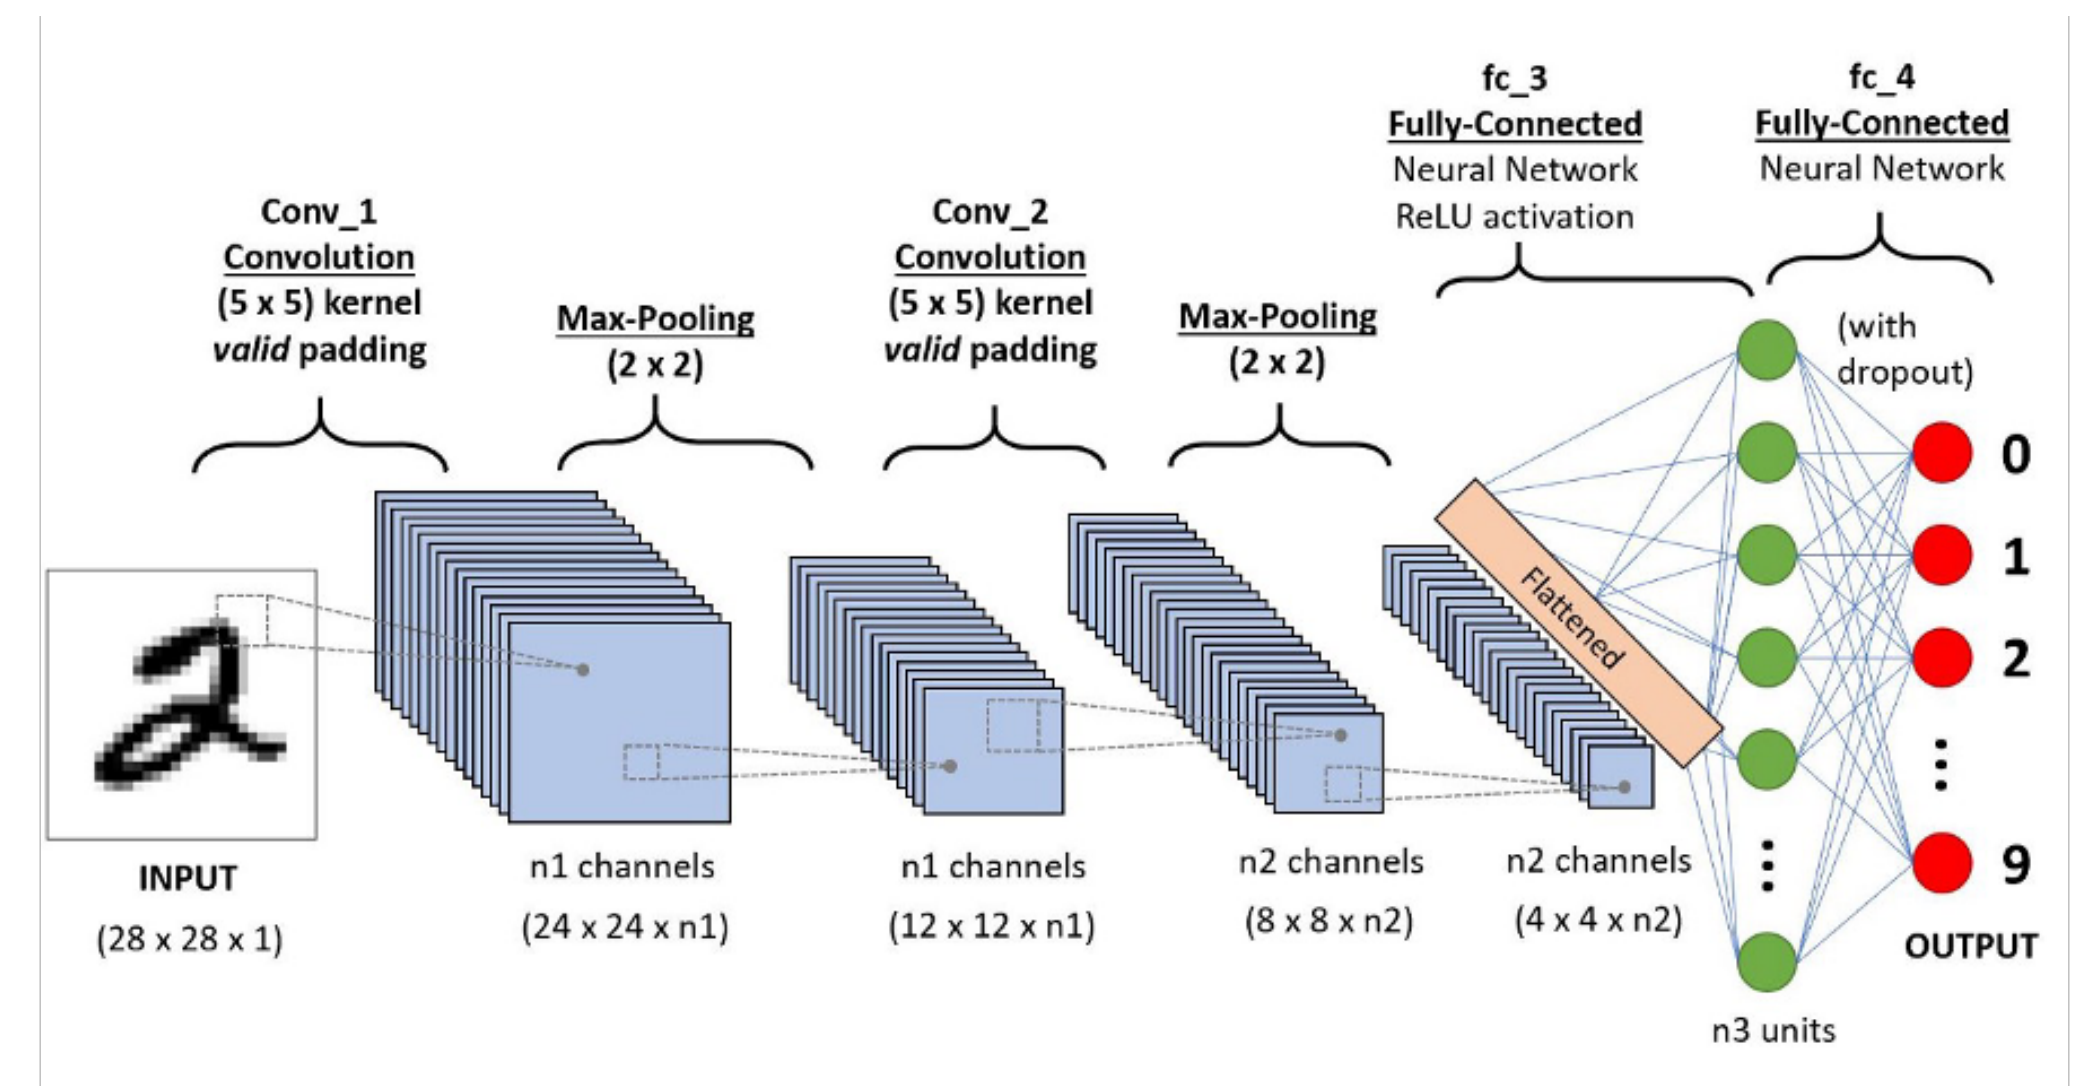 Conv_1
Convolution
(5 x 5) kernel
valid padding
Max-Pooling
(2 x 2)
Conv_2
Convolution
(5 x 5) kernel
valid padding
Max-Pooling
(2 x 2)
fc_3
Fully-Connected
Neural Network
ReLU activation
fc_4
Fully-Connected
Neural Network
(with
dropout)
Flattened
0
1
2
9
INPUT
(28 x 28 x 1)
n1 channels
(24 x 24 x n1)
n1 channels
(12 x 12 x n1)
n2 channels
(8 x 8 x n2)
n2 channels
(4 x 4 x n2)
OUTPUT
n3 units